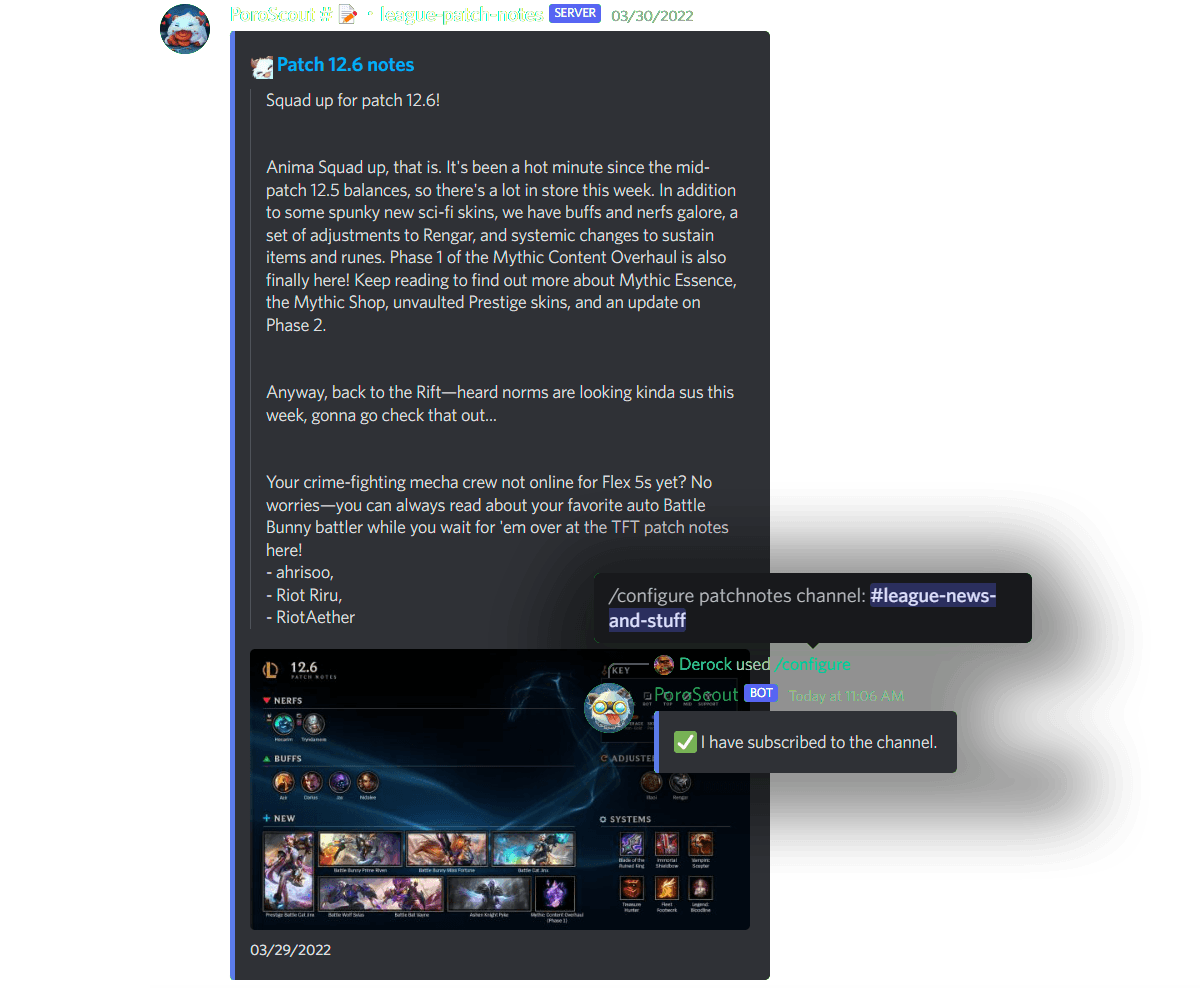 PoroScout # 📝 · league-patch-notes SERVER 03/30/2022
Patch 12.6 notes
Squad up for patch 12.6!
Anima Squad up, that is. It's been a hot minute since the mid-
patch 12.5 balances, so there's a lot in store this week. In addition
to some spunky new sci-fi skins, we have buffs and nerfs galore, a
set of adjustments to Rengar, and systemic changes to sustain
items and runes. Phase 1 of the Mythic Content Overhaul is also
finally here! Keep reading to find out more about Mythic Essence,
the Mythic Shop, unvaulted Prestige skins, and an update on
Phase 2.
Anyway, back to the Rift—heard norms are looking kinda sus this
week, gonna go check that out...
Your crime-fighting mecha crew not online for Flex 5s yet? No
worries—you can always read about your favorite auto Battle
Bunny battler while you wait for 'em over at the TFT patch notes
here!
- ahrisoo,
- Riot Riru,
- RiotAether
/configure patchnotes channel: #league-news-
and-stuff
Derock used /configure
PoroScout BOT Today at 11:06 AM
✅ I have subscribed to the channel.
12.6
PATCH NOTES
KEY
BOT TOP MID SUPPORT
NERFS
Hecarim Tryndamere
BUFFS
Azir Darius Jax Nidalee
ADJUSTE
Rengar
NEW
Battle Bunny Prime Riven Battle Bunny Miss Fortune Battle Cat Jinx
Prestige Battle Cat Jinx Battle Wolf Sylas Battle Bat Vayne Ashen Knight Pyke Mythic Content Overhaul
(Phase 1)
SYSTEMS
Blade of the
Ruined King
Immortal
Shieldbow
Vampiric
Scepter
Treasure
Hunter
Fleet
Footwork
Legend:
Bloodline
03/29/2022